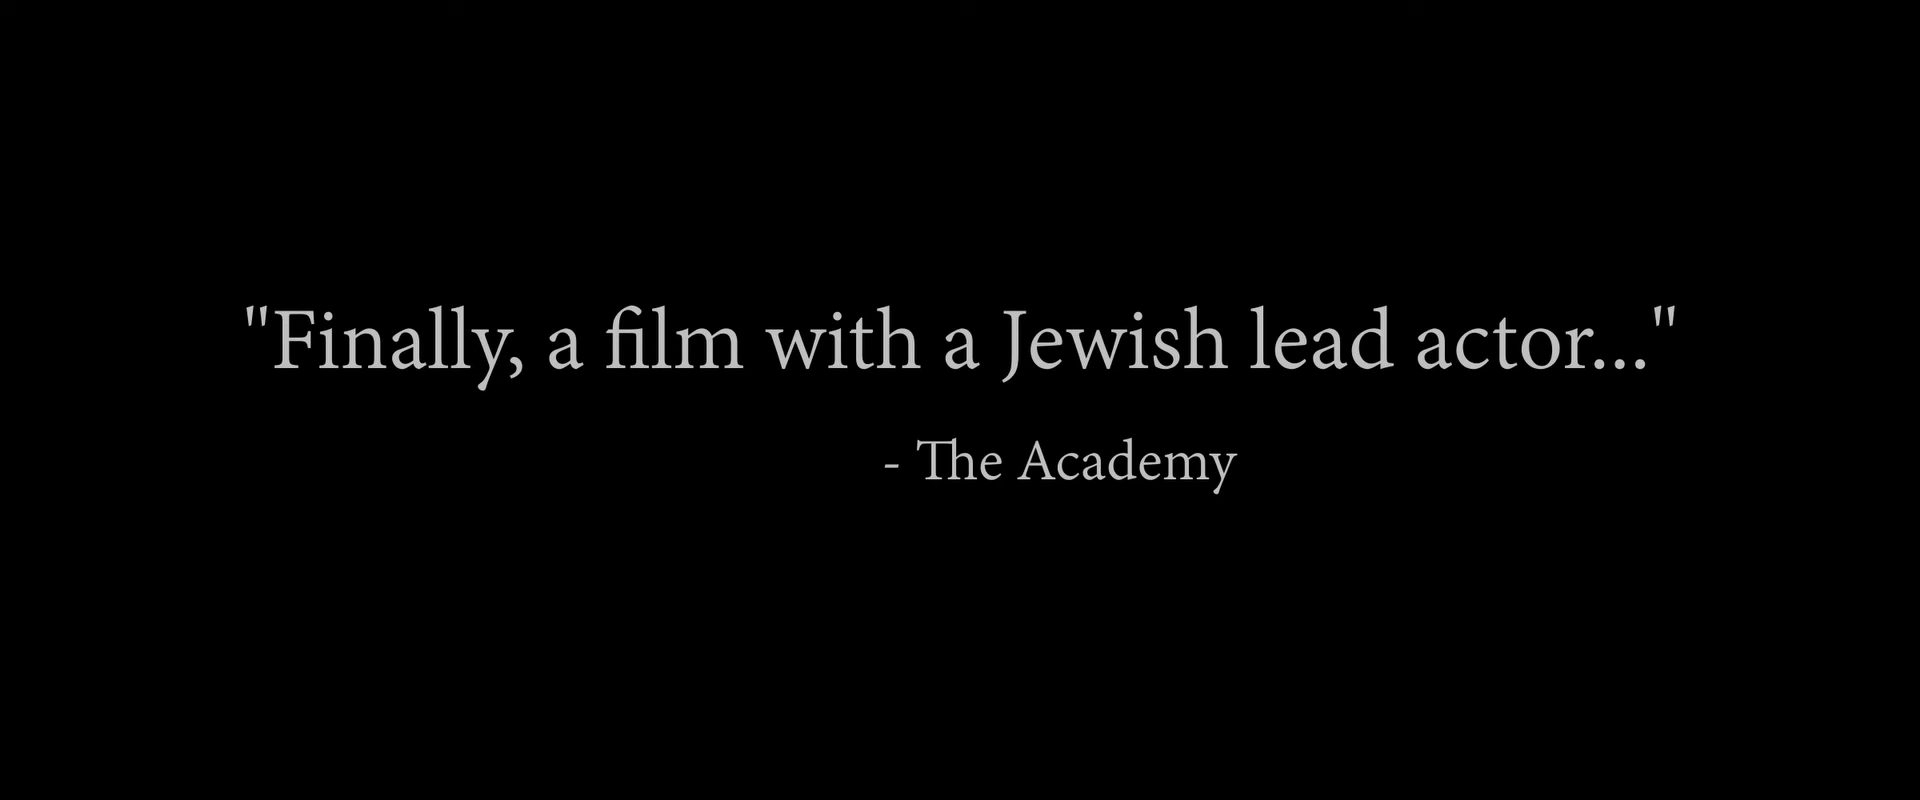 "Finally, a film with a Jewish lead actor..."
- The Academy